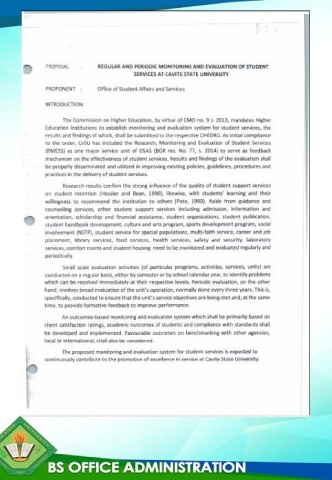 PROPOSAL : REGULAR AND PERIODIC MONITORING AND EVALUATION OF STUDENT
SERVICES AT CAVITE STATE UNIVERSITY
PROPONENT : Office of Student Affairs and Services
INTRODUCTION:
The Commission on Higher Education, by virtue of CMO no. 9 s. 2013, mandates Higher
Education Institutions to establish monitoring and evaluation system for student services, the
results and findings of which, shall be submitted to the respective CHEDRO. As initial compliance
to the order, CvSU has included the Research, Monitoring and Evaluation of Student Services
(RMESS) as one major service unit of OSAS (BOR res. No. 77, s. 2014) to serve as feedback
mechanism on the effectiveness of student services. Results and findings of the evaluation shall
be properly disseminated and utilized in improving existing policies, guidelines, procedures and
practices in the delivery of student services.
Research results confirm the strong influence of the quality of student support services
on student retention (Hossler and Bean, 1990), likewise, with students' learning and their
willingness to recommend the institution to others (Pate, 1990). Aside from guidance and
counseling services, other student support services including admission, information and
orientation, scholarship and financial assistance, student organizations, student publication,
student handbook development, culture and arts program, sports development program, social
involvement (NSTP), student service for special populations, multi-faith service, career and job
placement, library services, food services, health services, safety and security, laboratory
services, comfort rooms and student housing need to be monitored and evaluated regularly and
periodically.
Small scale evaluation activities (of particular programs, activities, services, units) are
conducted on a regular basis, either by semester or by school calendar year, to identify problems
which can be resolved immediately at their respective levels. Periodic evaluation, on the other
hand, involves broad evaluation of the unit's operation, normally done every three years. This is,
specifically, conducted to ensure that the unit's service objectives are being met and, at the same
time, to provide formative feedback to improve performance.
An outcomes-based monitoring and evaluation system which shall be primarily based on
client satisfaction ratings, academic outcomes of students and compliance with standards shall
be developed and implemented. Favourable outcomes on benchmarking with other agencies,
local or international, shall also be considered.
The proposed monitoring and evaluation system for student services is expected to
continuously contribute to the promotion of excellence in service at Cavite State University.
BS OFFICE ADMINISTRATION